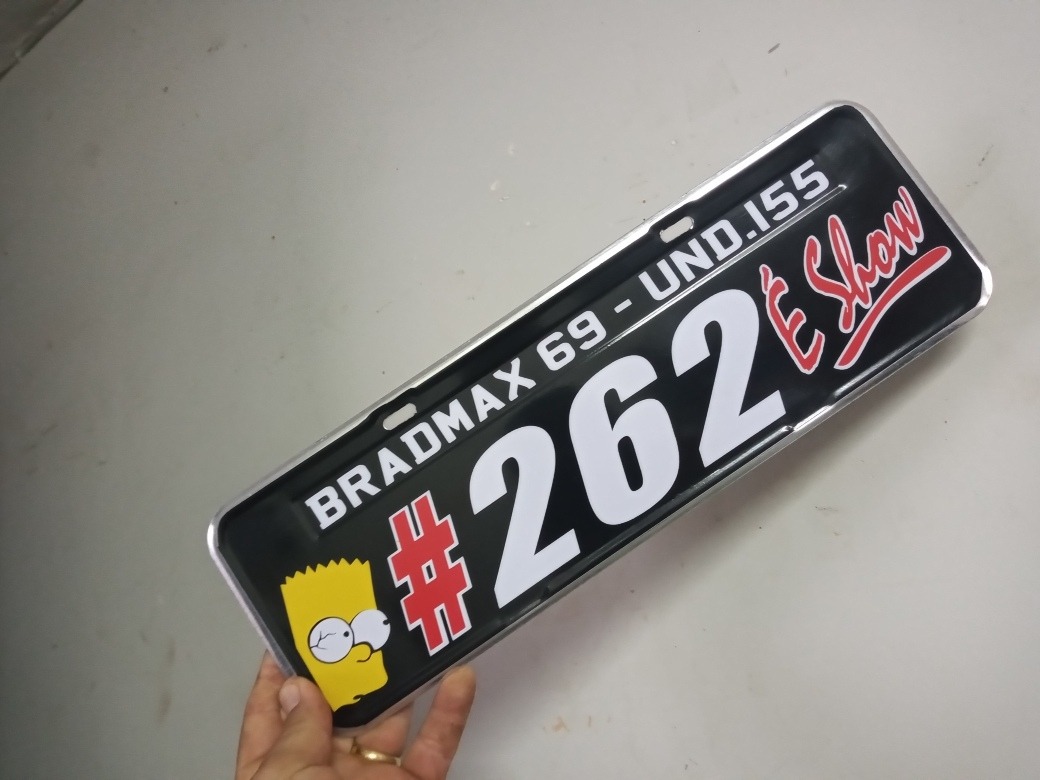 BRADMAX 69 - UND.155
#262 É Show